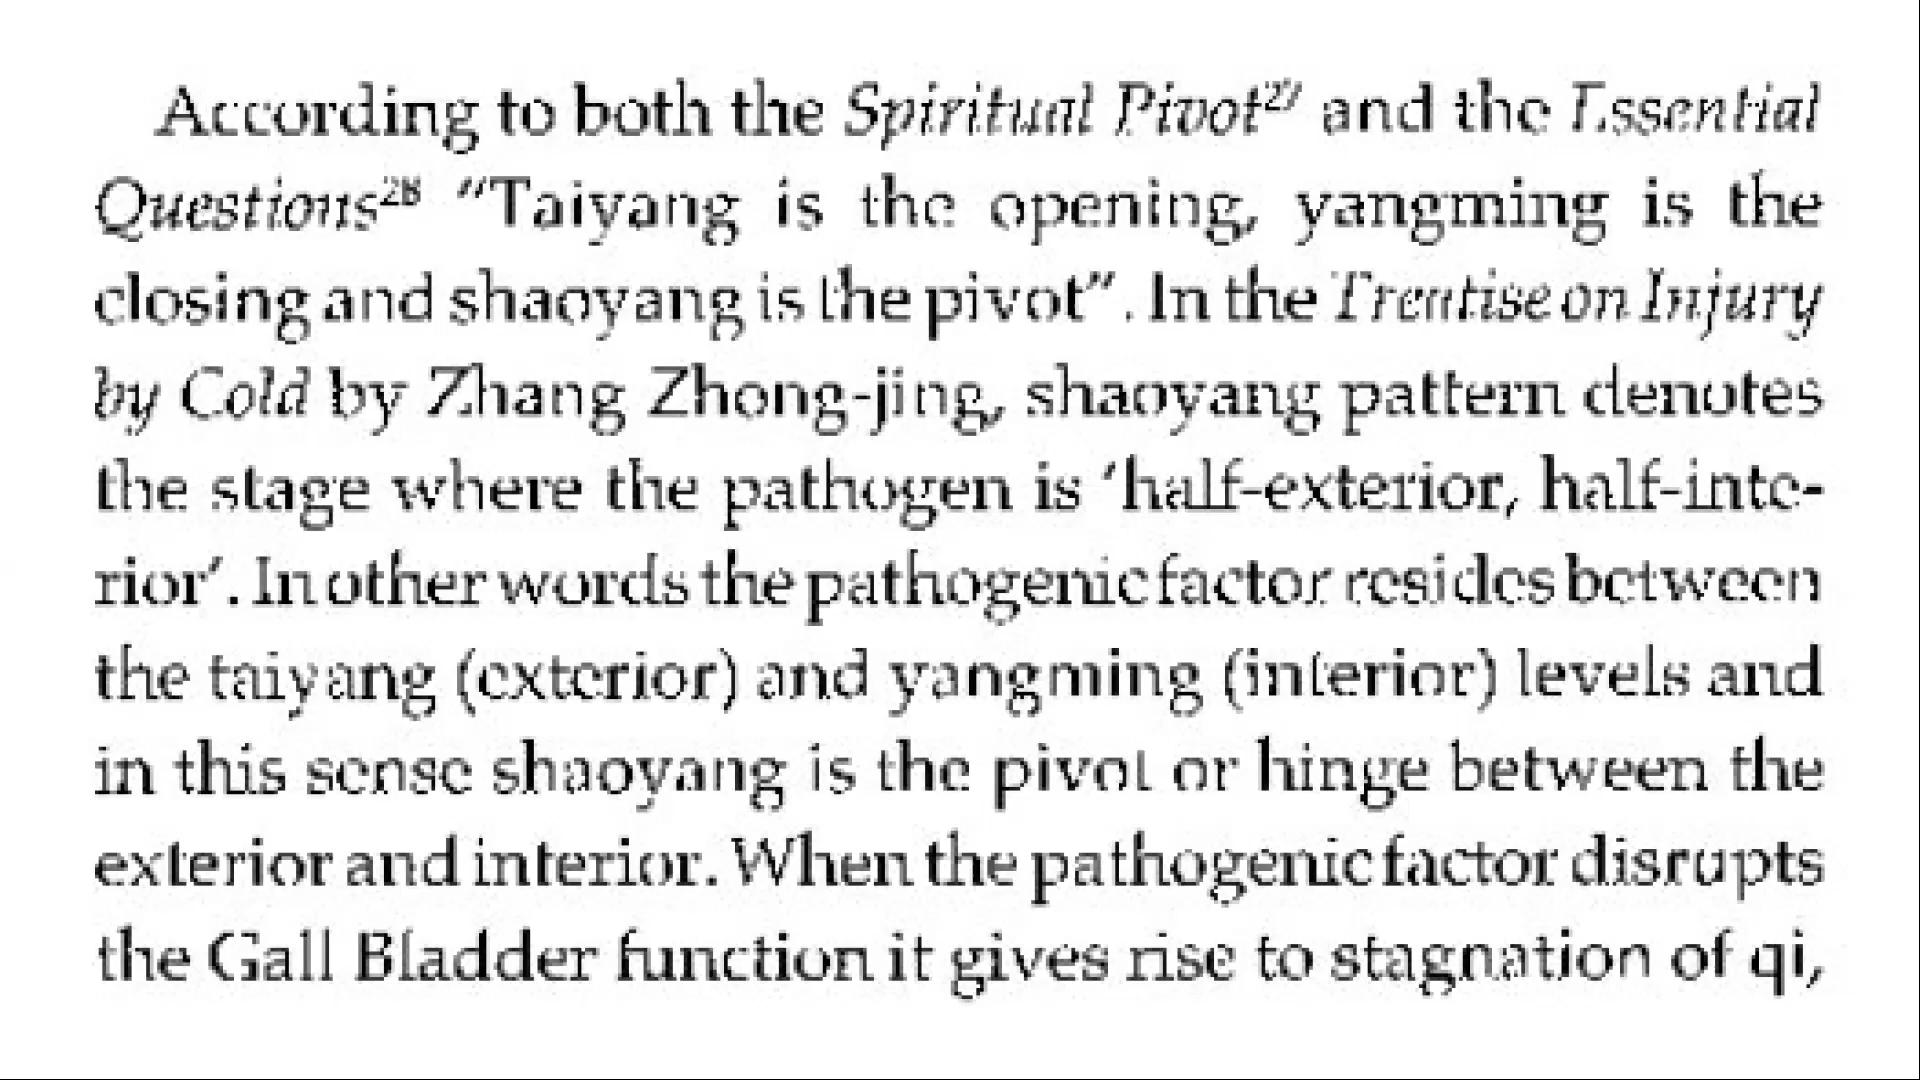 According to both the Spiritual Pivot27 and the Essential
Questions28 "Taiyang is the opening, yangming is the
closing and shaoyang is the pivot". In the Treatise on Injury
by Cold by Zhang Zhong-jing, shaoyang pattern denotes
the stage where the pathogen is 'half-exterior, half-inte-
rior'. In other words the pathogenic factor resides between
the taiyang (exterior) and yangming (interior) levels and
in this sense shaoyang is the pivot or hinge between the
exterior and interior. When the pathogenic factor disrupts
the Gall Bladder function it gives rise to stagnation of qi,